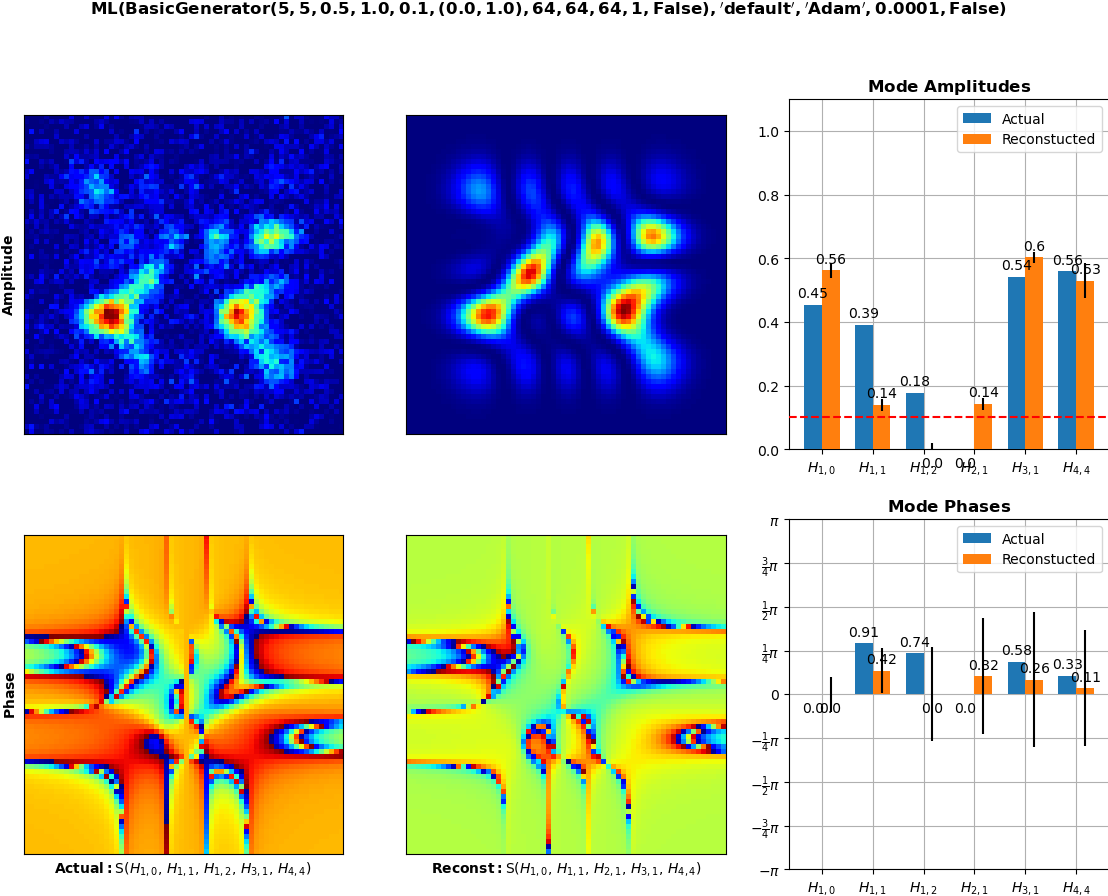 ML(BasicGenerator(5, 5, 0.5, 1.0, 0.1, (0.0, 1.0), 64, 64, 64, 1, False), ′default′, ′Adam′, 0.0001, False)
Amplitude
Mode Amplitudes
Actual
Reconstucted
1.0
0.8
0.6
0.4
0.2
0.0
0.45
0.56
0.39
0.14
0.18
0.0
0.0
0.14
0.54
0.6
0.56
0.53
H1,0
H1,1
H1,2
H2,1
H3,1
H4,4
Phase
Mode Phases
Actual
Reconstucted
π
3/4π
1/2π
1/4π
0
−1/4π
−1/2π
−3/4π
−π
0.0
0.0
0.91
0.42
0.74
0.0
0.0
0.32
0.58
0.26
0.33
0.11
H1,0
H1,1
H1,2
H2,1
H3,1
H4,4
Actual: S(H1,0, H1,1, H1,2, H3,1, H4,4)
Reconst: S(H1,0, H1,1, H2,1, H3,1, H4,4)